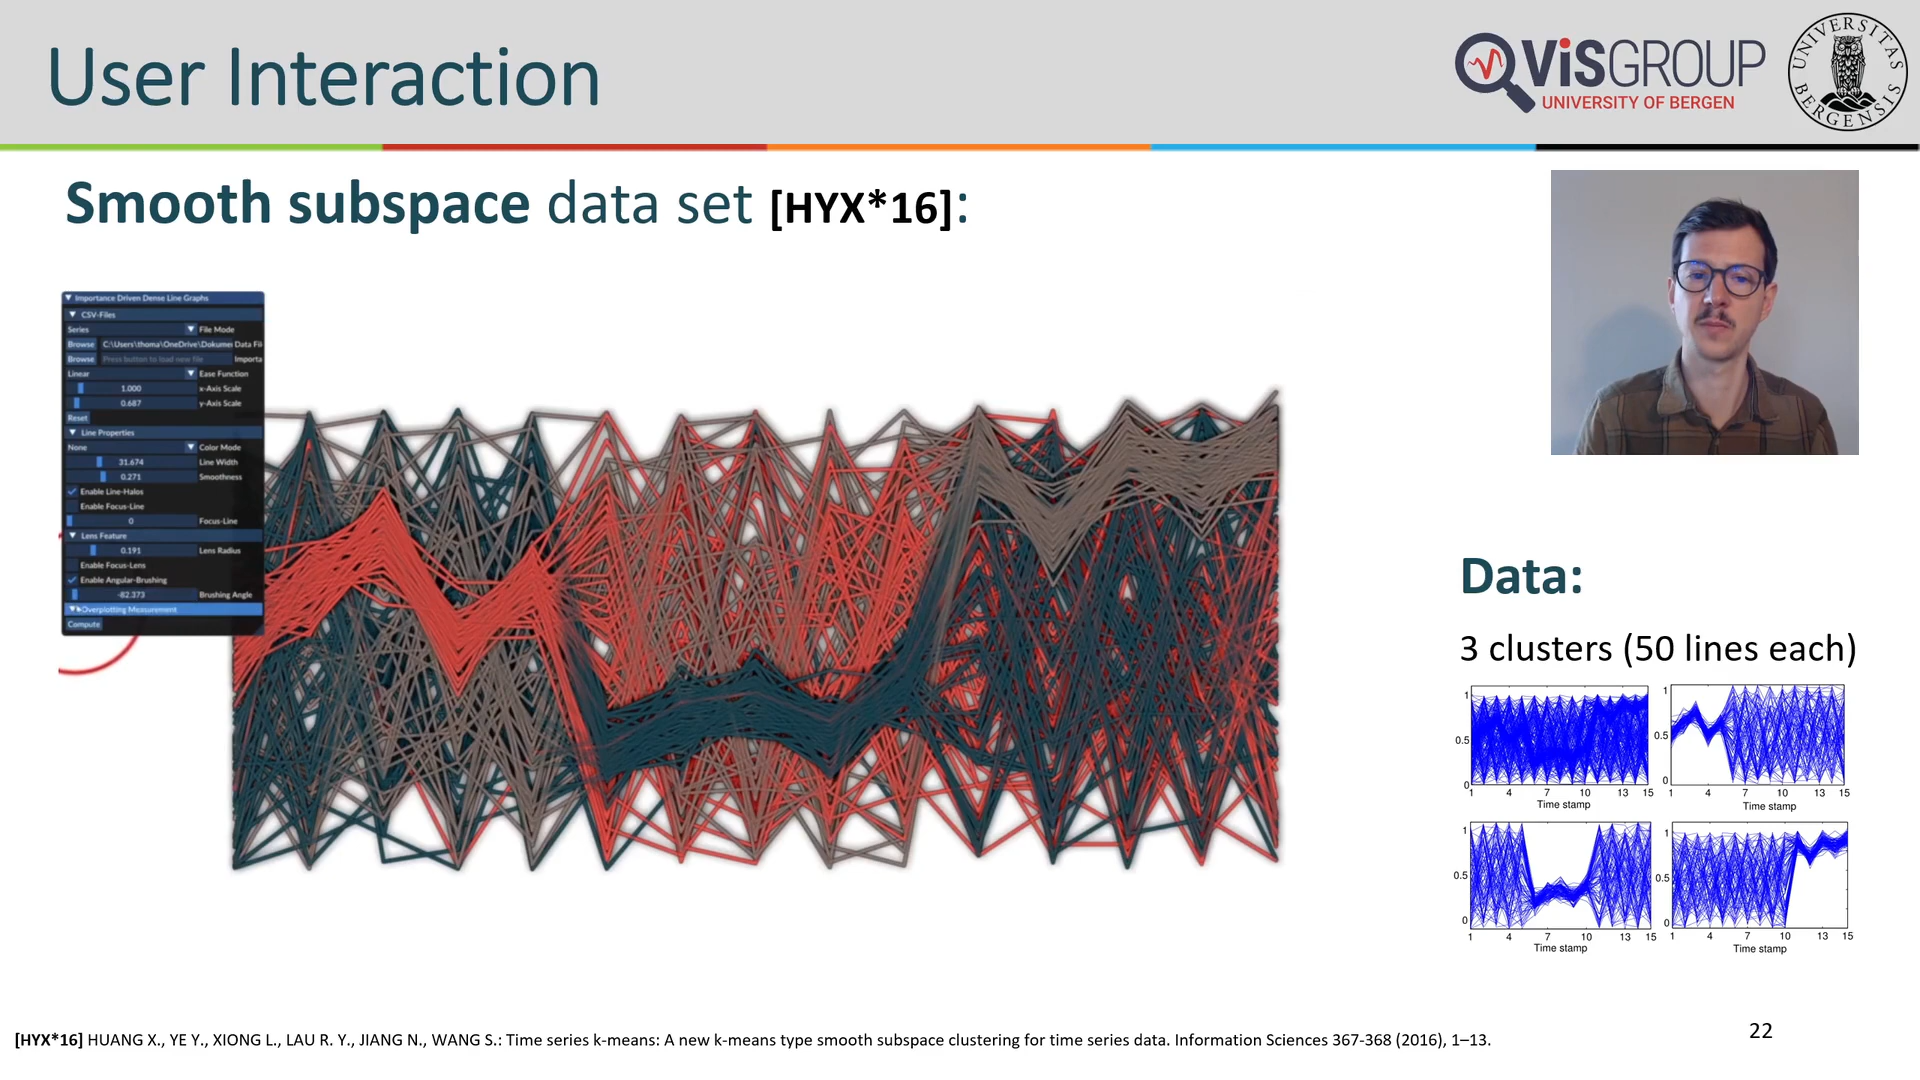 User Interaction
ViSGROUP
UNIVERSITY OF BERGEN
UNIVERSITAS BERGENSIS
Smooth subspace data set [HYX*16]:
Importance Driven Dense Line Graphs
CSV-Files
Series File Mode
Browse C:\Users\thoma\OneDrive\Dokume Data Fil
Browse Press button to load new file Importa
Linear Ease Function
1.000 x-Axis Scale
0.687 y-Axis Scale
Reset
Line Properties
None Color Mode
31.674 Line Width
0.271 Smoothness
Enable Line-Halos
Enable Focus-Line
0 Focus-Line
Lens Feature
0.191 Lens Radius
Enable Focus-Lens
Enable Angular-Brushing
-82.373 Brushing Angle
Overplotting Measurement
Compute
Data:
3 clusters (50 lines each)
1
0.5
0
1 4 7 10 13 15
Time stamp
1
0.5
0
1 4 7 10 13 15
Time stamp
1
0.5
0
1 4 7 10 13 15
Time stamp
1
0.5
0
1 4 7 10 13 15
Time stamp
[HYX*16] HUANG X., YE Y., XIONG L., LAU R. Y., JIANG N., WANG S.: Time series k-means: A new k-means type smooth subspace clustering for time series data. Information Sciences 367-368 (2016), 1–13.
22